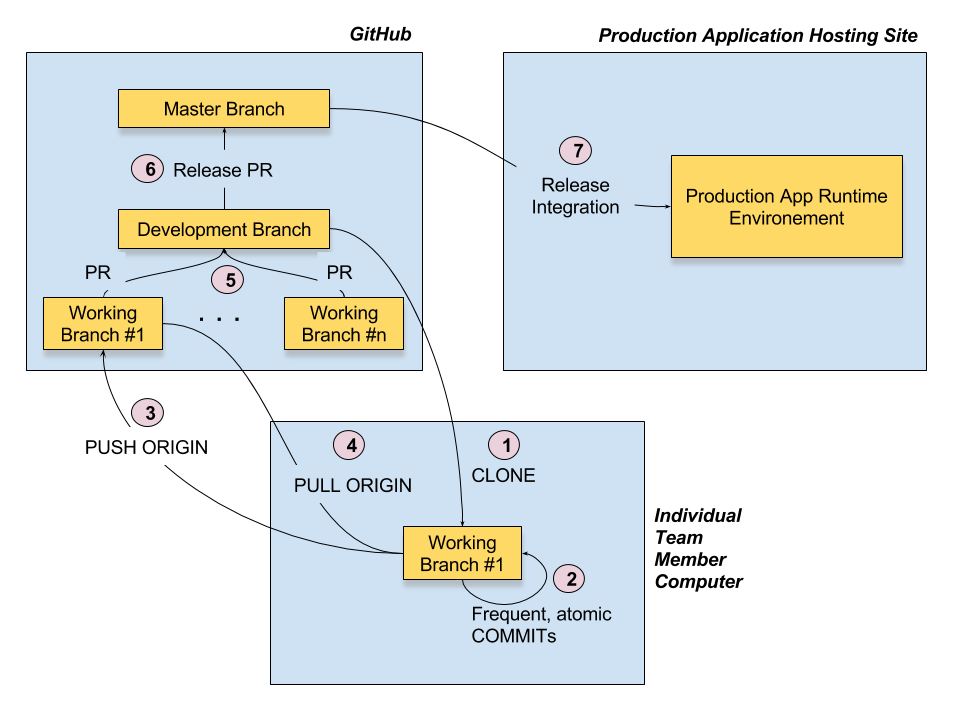 GitHub
Production Application Hosting Site
Master Branch
6
Release PR
7
Release
Integration
Production App Runtime
Environement
Development Branch
PR
5
PR
Working
Branch #1
. . .
Working
Branch #n
3
PUSH ORIGIN
4
PULL ORIGIN
1
CLONE
Individual
Team
Member
Computer
Working
Branch #1
2
Frequent, atomic
COMMITs